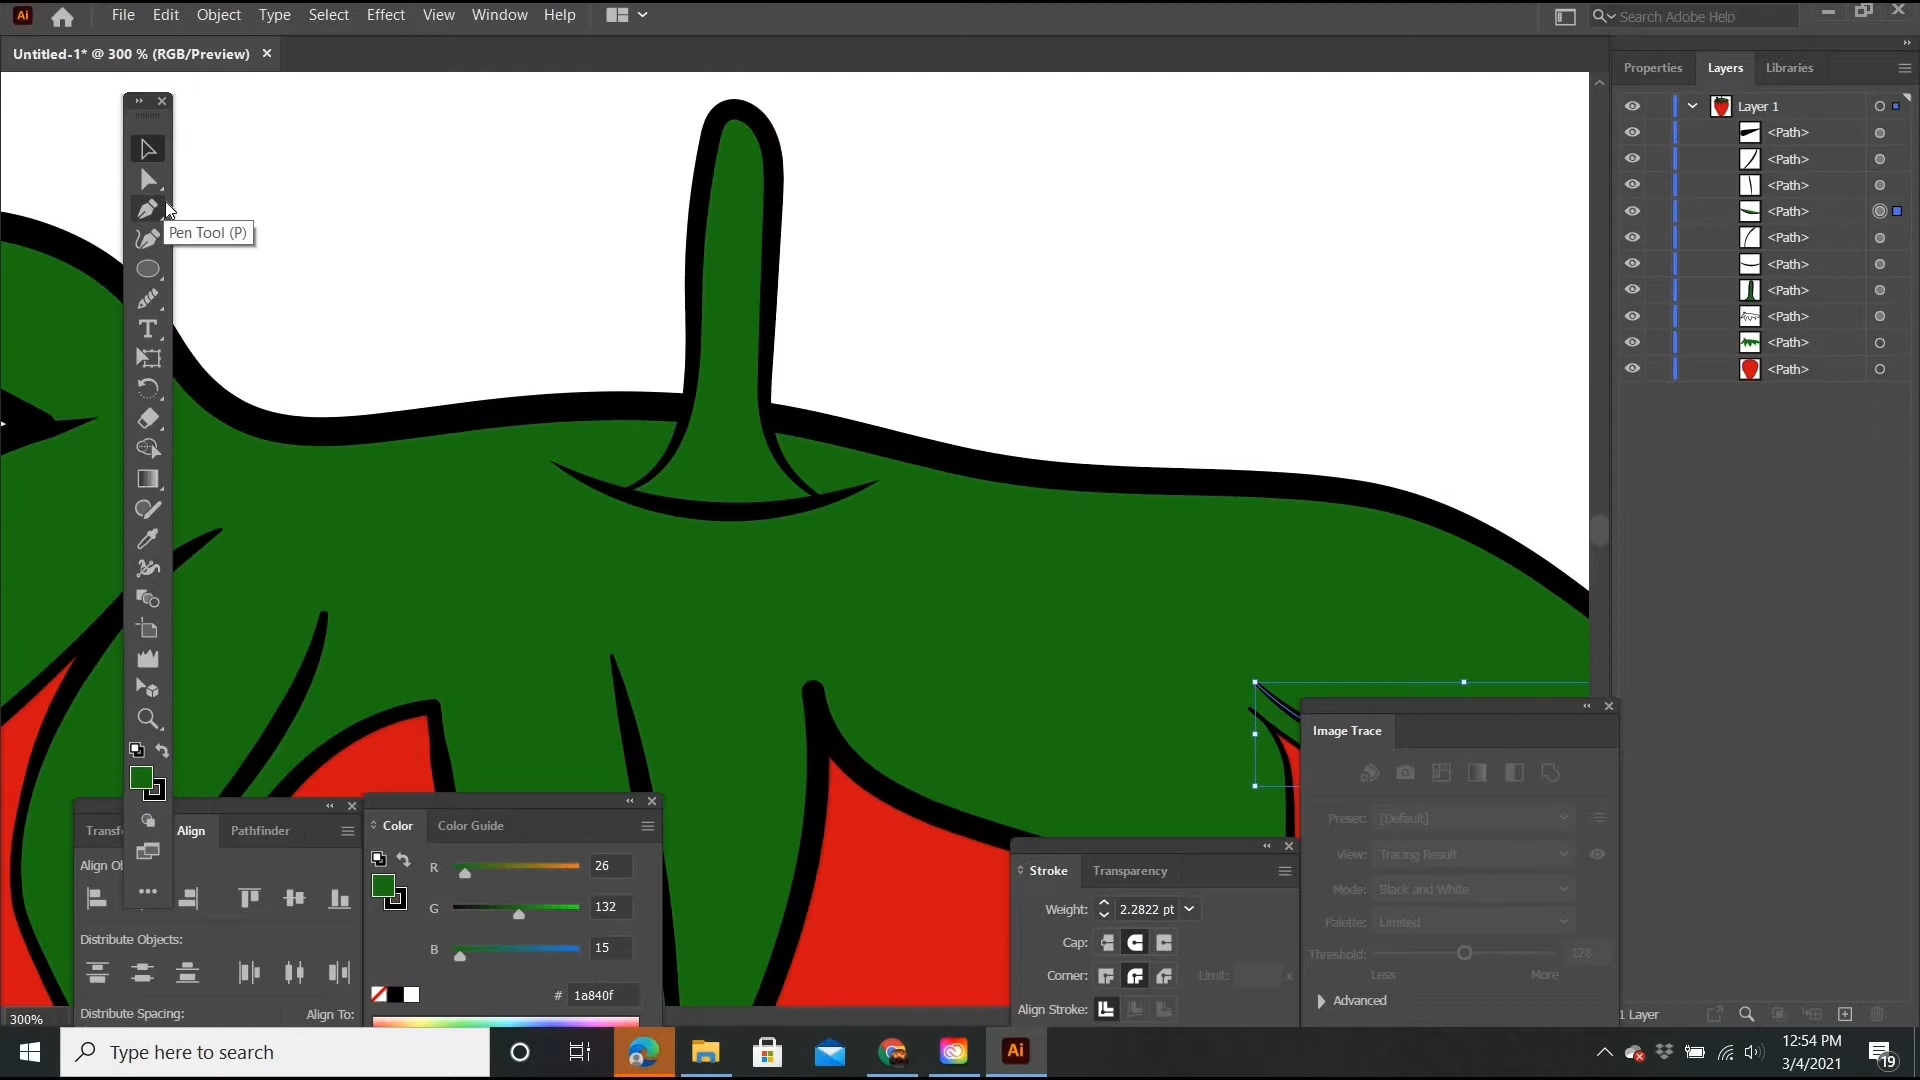 Ai File Edit Object Type Select Effect View Window Help Search Adobe Help
Untitled-1* @ 300 % (RGB/Preview)
Properties Layers Libraries
Layer 1
<Path>
<Path>
<Path>
<Path>
<Path>
<Path>
<Path>
<Path>
<Path>
<Path>
Pen Tool (P)
T
Image Trace
Preset: [Default]
View: Tracing Result
Mode: Black and White
Palette: Limited
Threshold: 128
Less More
Advanced
Align Pathfinder
Distribute Objects:
Distribute Spacing: Align To:
Color Color Guide
R 26
G 132
B 15
# 1a840f
Stroke Transparency
Weight: 2.2822 pt
Cap:
Corner: Limit: x
Align Stroke:
300%
1 Layer
Type here to search
Ai
12:54 PM
3/4/2021
19